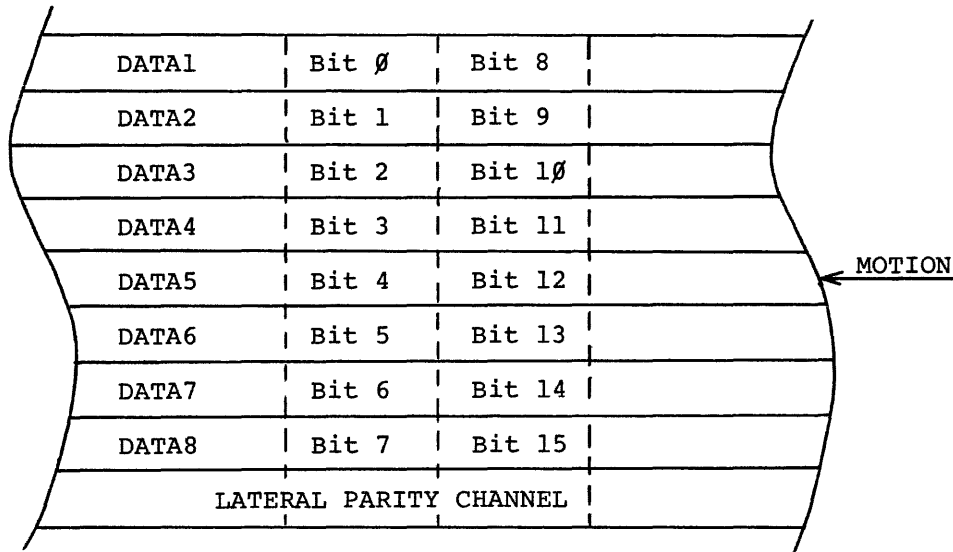 DATA1 Bit Ø Bit 8
DATA2 Bit 1 Bit 9
DATA3 Bit 2 Bit 1Ø
DATA4 Bit 3 Bit 11
DATA5 Bit 4 Bit 12
MOTION
DATA6 Bit 5 Bit 13
DATA7 Bit 6 Bit 14
DATA8 Bit 7 Bit 15
LATERAL PARITY CHANNEL